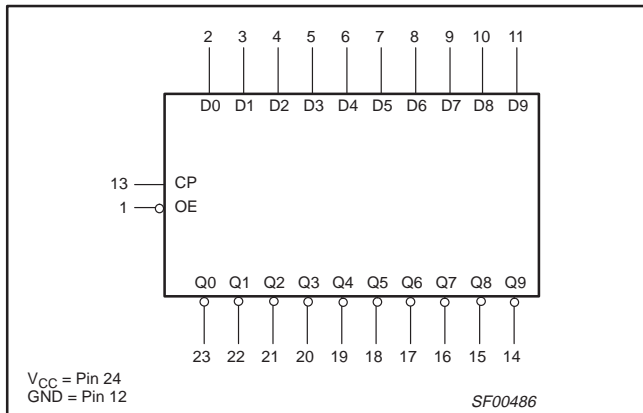 2 3 4 5 6 7 8 9 10 11
D0 D1 D2 D3 D4 D5 D6 D7 D8 D9
13 CP
1 OE
Q0 Q1 Q2 Q3 Q4 Q5 Q6 Q7 Q8 Q9
23 22 21 20 19 18 17 16 15 14
VCC = Pin 24
GND = Pin 12
SF00486